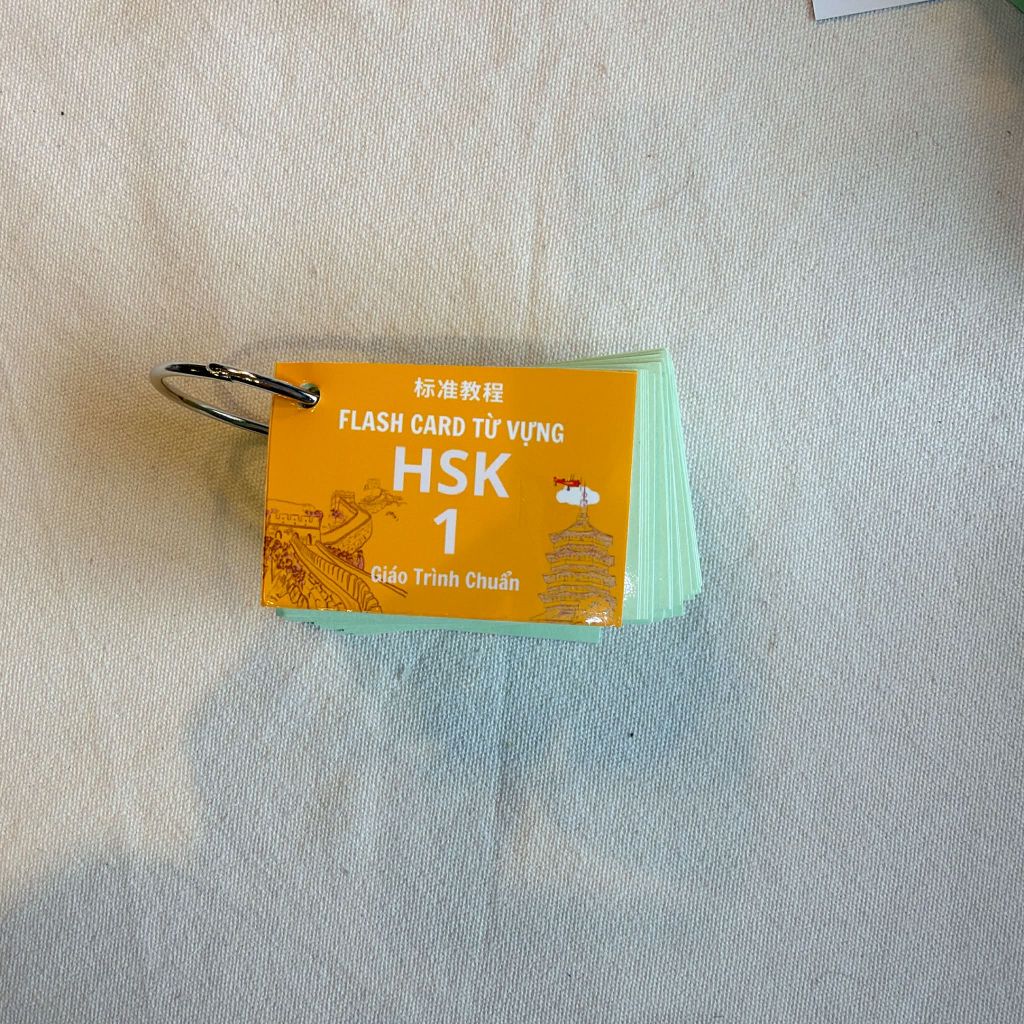 标准教程
FLASH CARD TỪ VỰNG
HSK
1
Giáo Trình Chuẩn